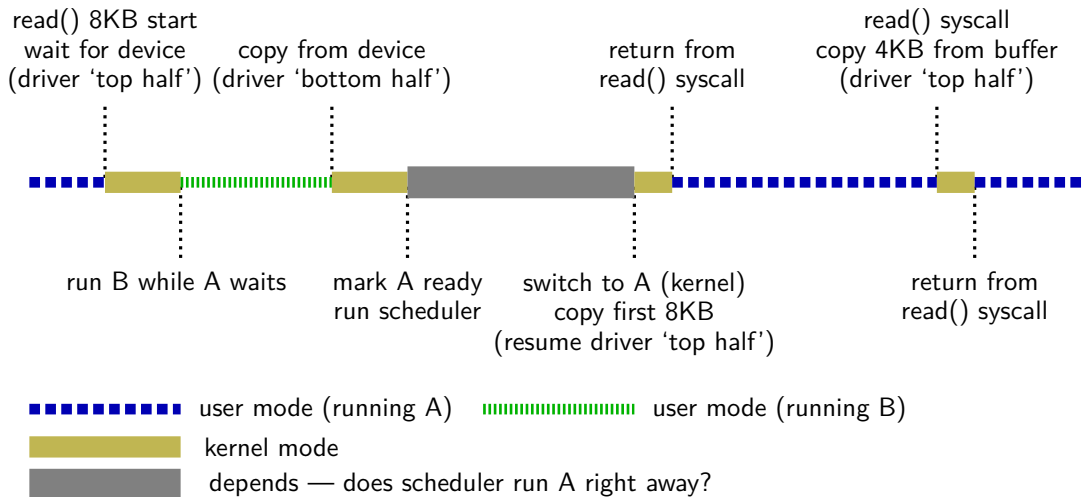 read() 8KB start
wait for device
(driver ‘top half’)
copy from device
(driver ‘bottom half’)
return from
read() syscall
read() syscall
copy 4KB from buffer
(driver ‘top half’)
run B while A waits
mark A ready
run scheduler
switch to A (kernel)
copy first 8KB
(resume driver ‘top half’)
return from
read() syscall
user mode (running A)
user mode (running B)
kernel mode
depends — does scheduler run A right away?